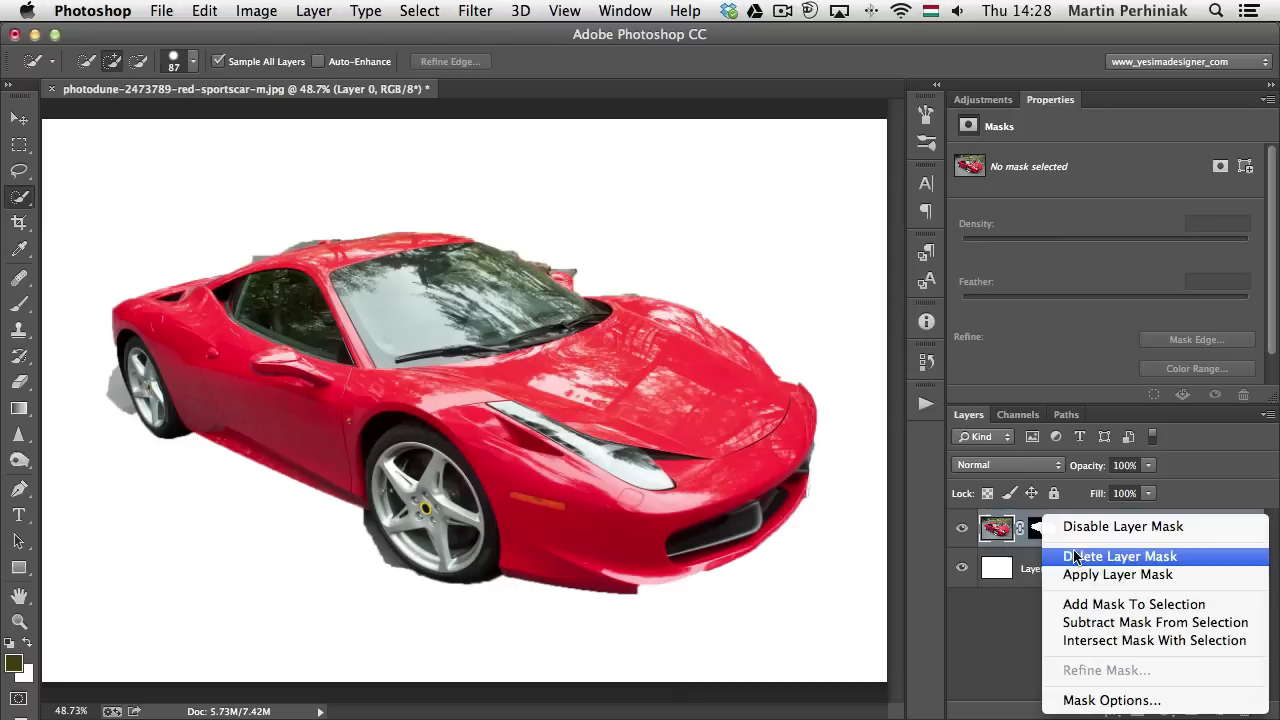 Photoshop File Edit Image Layer Type Select Filter 3D View Window Help Thu 14:28 Martin Perhiniak
Adobe Photoshop CC
87 Sample All Layers Auto-Enhance Refine Edge... www_yesimadesigner_com
× photodune-2473789-red-sportscar-m.jpg @ 48.7% (Layer 0, RGB/8*) *
Adjustments Properties
Masks
No mask selected
Density:
Feather:
Refine: Mask Edge...
Color Range...
Layers Channels Paths
Kind
Normal Opacity: 100%
Lock: Fill: 100%
Disable Layer Mask
Delete Layer Mask
Laye
Apply Layer Mask
Add Mask To Selection
Subtract Mask From Selection
Intersect Mask With Selection
Refine Mask...
Mask Options...
48.73% Doc: 5.73M/7.42M